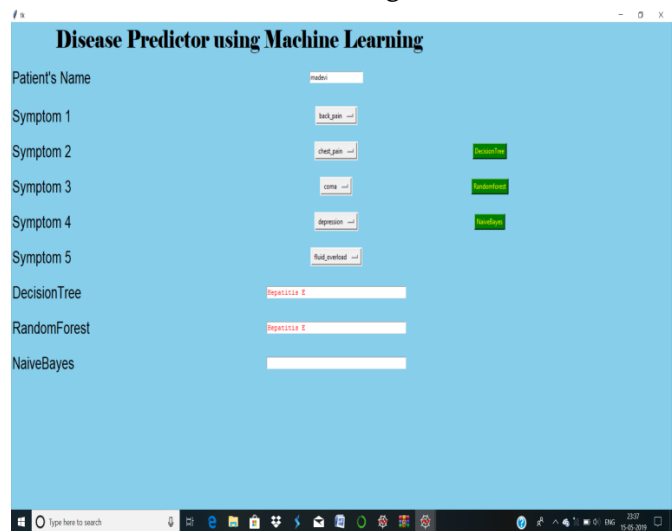 tk
Disease Predictor using Machine Learning
Patient's Name madevi
Symptom 1 back_pain
Symptom 2 chest_pain DecisionTree
Symptom 3 coma Randomforest
Symptom 4 depression NaiveBayes
Symptom 5 fluid_overload
DecisionTree Hepatitis E
RandomForest Hepatitis E
NaiveBayes
Type here to search ENG 23:37
15-05-2019